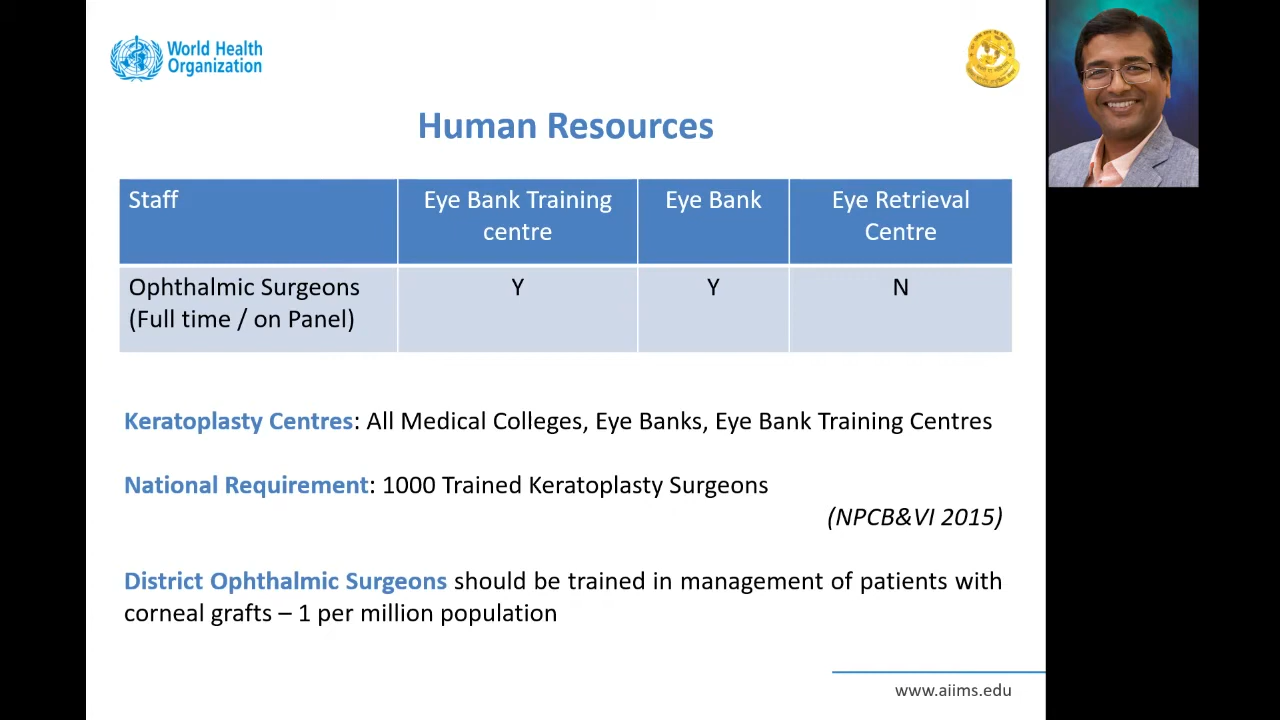 World Health
Organization
Human Resources
Staff
Eye Bank Training
centre
Eye Bank
Eye Retrieval
Centre
Ophthalmic Surgeons
(Full time / on Panel)
Y
Y
N
Keratoplasty Centres: All Medical Colleges, Eye Banks, Eye Bank Training Centres
National Requirement: 1000 Trained Keratoplasty Surgeons
(NPCB&VI 2015)
District Ophthalmic Surgeons should be trained in management of patients with
corneal grafts – 1 per million population
www.aiims.edu